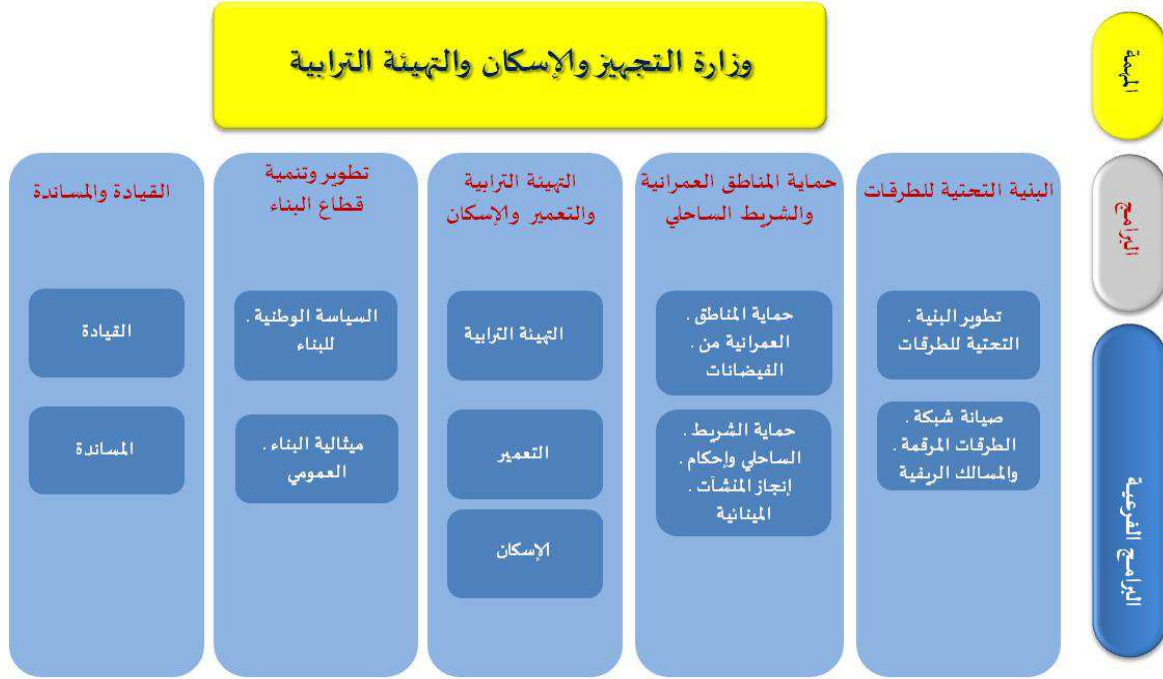 المهمة
وزارة التجهيز والإسكان والتهيئة الترابية
البرامج
البنية التحتية للطرقات
حماية المناطق العمرانية
والشريط الساحلي
التهيئة الترابية
والتعمير والإسكان
تطوير وتنمية
قطاع البناء
القيادة والمساندة
البرامج الفرعية
تطوير البنية .
التحتية للطرقات
صيانة شبكة .
الطرقات المرقمة .
والمسالك الريفية
حماية المناطق .
العمرانية من .
الفيضانات
حماية الشريط .
الساحلي وإحكام .
إنجاز المنشآت .
المينائية
التهيئة الترابية
التعمير
الإسكان
السياسة الوطنية .
للبناء
ميثالية البناء .
العمومي
القيادة
المساندة